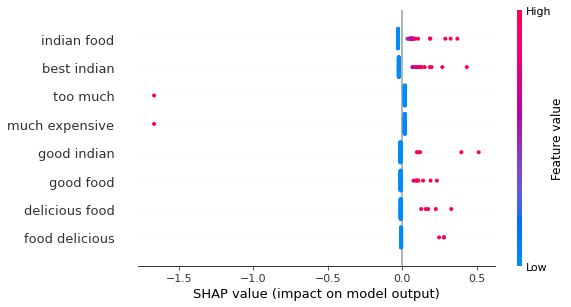 High
indian food
best indian
too much
much expensive
good indian
good food
delicious food
food delicious
Feature value
Low
−1.5 −1.0 −0.5 0.0 0.5
SHAP value (impact on model output)